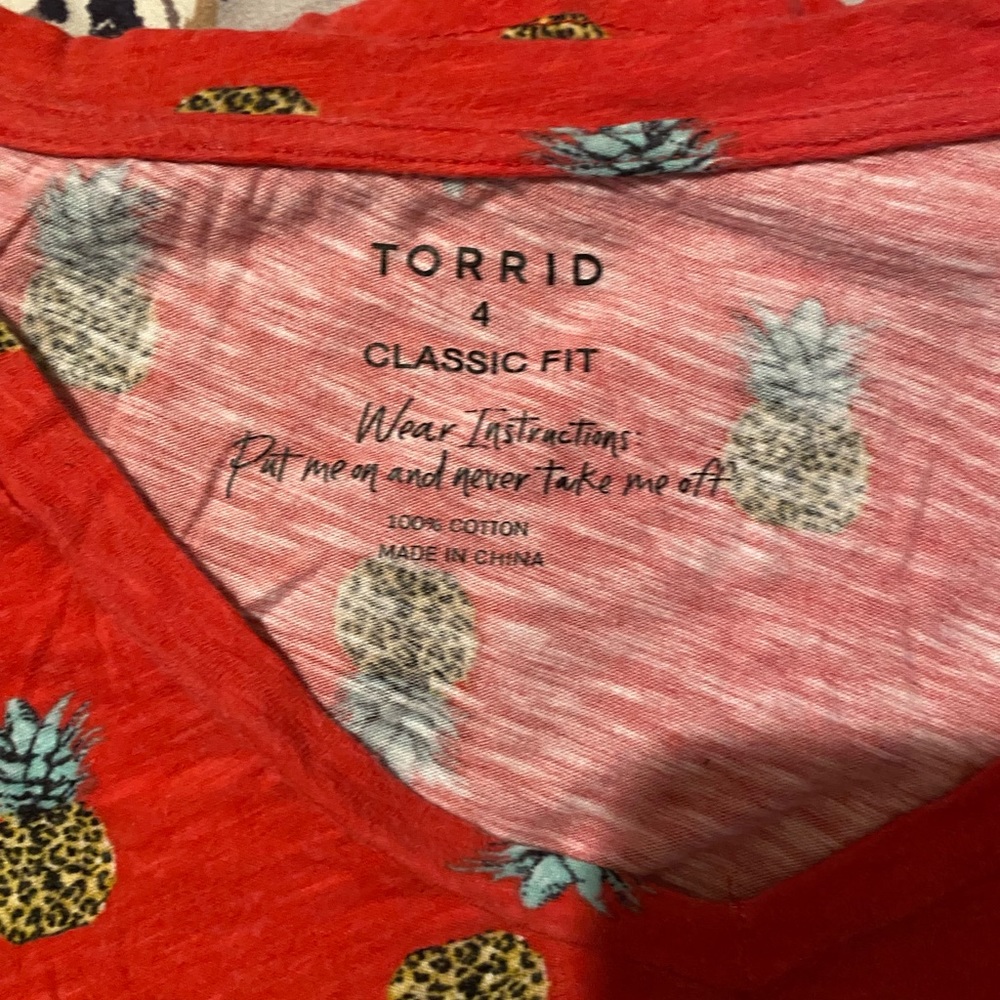 TORRID
4
CLASSIC FIT
Wear Instructions:
Put me on and never take me off
100% COTTON
MADE IN CHINA